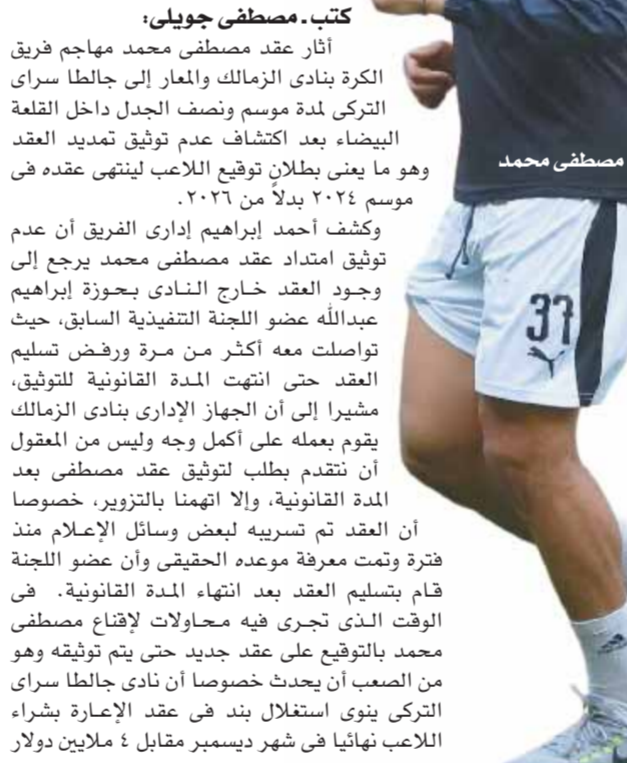 كتب ـ مصطفى جويلى:
أثار عقد مصطفى محمد مهاجم فريق
الكرة بنادى الزمالك والمعار إلى جالطا سراى
التركى لمدة موسم ونصف الجدل داخل القلعة
البيضاء بعد اكتشاف عدم توثيق تمديد العقد
وهو ما يعنى بطلان توقيع اللاعب لينتهى عقده فى
موسم ٢٠٢٤ بدلاً من ٢٠٢٦.
وكشف أحمد إبراهيم إدارى الفريق أن عدم
توثيق امتداد عقد مصطفى محمد يرجع إلى
وجود العقد خارج النادى بحوزة إبراهيم
عبدالله عضو اللجنة التنفيذية السابق، حيث
تواصلت معه أكثر من مرة ورفض تسليم
العقد حتى انتهت المدة القانونية للتوثيق،
مشيرا إلى أن الجهاز الإدارى بنادى الزمالك
يقوم بعمله على أكمل وجه وليس من المعقول
أن نتقدم بطلب لتوثيق عقد مصطفى بعد
المدة القانونية، وإلا اتهمنا بالتزوير، خصوصا
أن العقد تم تسريبه لبعض وسائل الإعلام منذ
فترة وتمت معرفة موعده الحقيقى وأن عضو اللجنة
قام بتسليم العقد بعد انتهاء المدة القانونية. فى
الوقت الذى تجرى فيه محاولات لإقناع مصطفى
محمد بالتوقيع على عقد جديد حتى يتم توثيقه وهو
من الصعب أن يحدث خصوصا أن نادى جالطا سراى
التركى ينوى استغلال بند فى عقد الإعارة بشراء
اللاعب نهائيا فى شهر ديسمبر مقابل ٤ ملايين دولار
مصطفى محمد
37